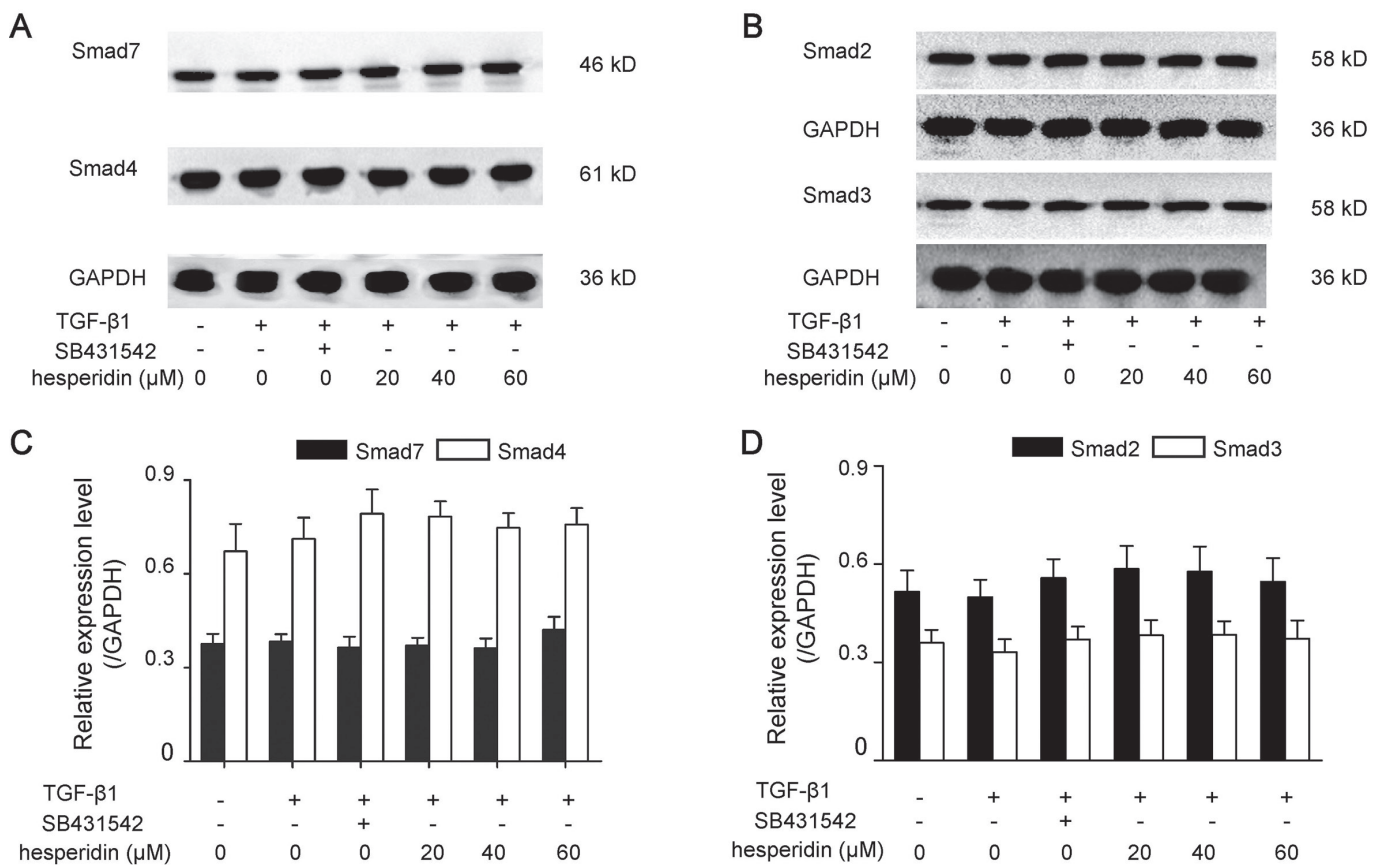 A
Smad7 46 kD
Smad4 61 kD
GAPDH 36 kD
TGF-β1 - + + + + +
SB431542 - - + - - -
hesperidin (μM) 0 0 0 20 40 60
B
Smad2 58 kD
GAPDH 36 kD
Smad3 58 kD
GAPDH 36 kD
TGF-β1 - + + + + +
SB431542 - - + - - -
hesperidin (μM) 0 0 0 20 40 60
C
Smad7 Smad4
Relative expression level
(/GAPDH)
0.9
0.6
0.3
0
TGF-β1 - + + + + +
SB431542 - - + - - -
hesperidin (μM) 0 0 0 20 40 60
D
Smad2 Smad3
Relative expression level
(/GAPDH)
0.9
0.6
0.3
0
TGF-β1 - + + + + +
SB431542 - - + - - -
hesperidin (μM) 0 0 0 20 40 60